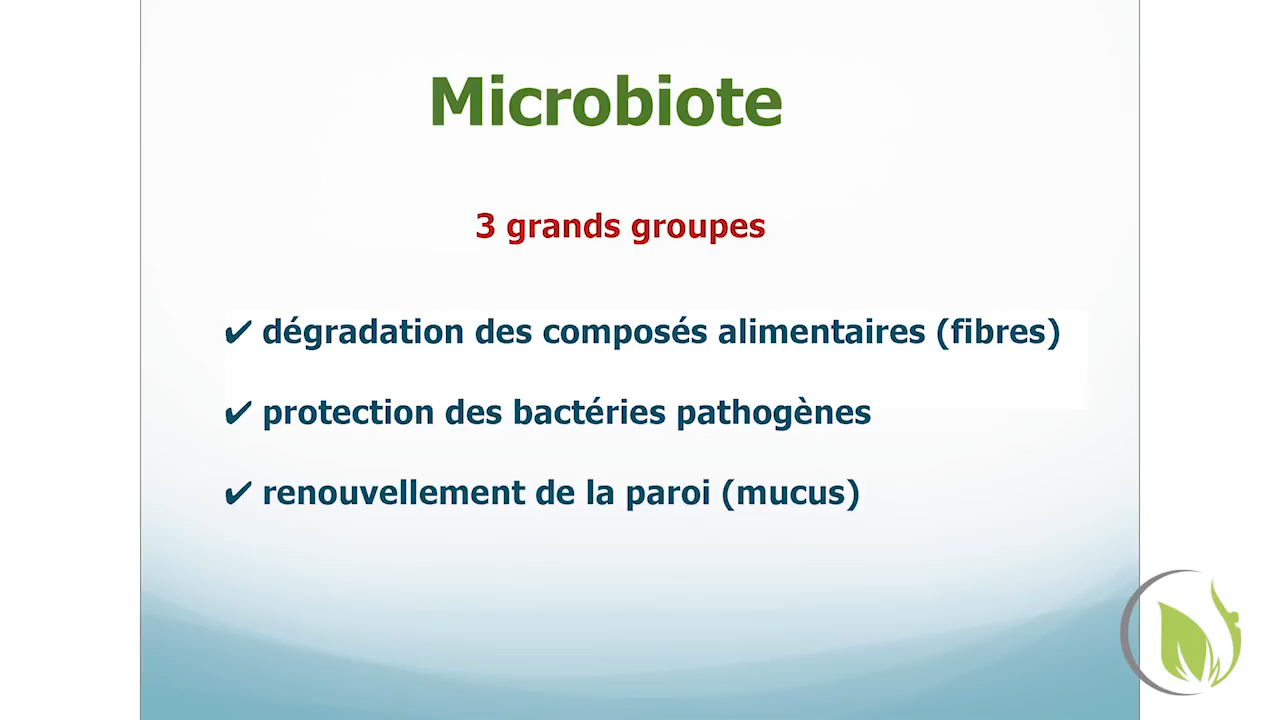 Microbiote
3 grands groupes
✔ dégradation des composés alimentaires (fibres)
✔ protection des bactéries pathogènes
✔ renouvellement de la paroi (mucus)